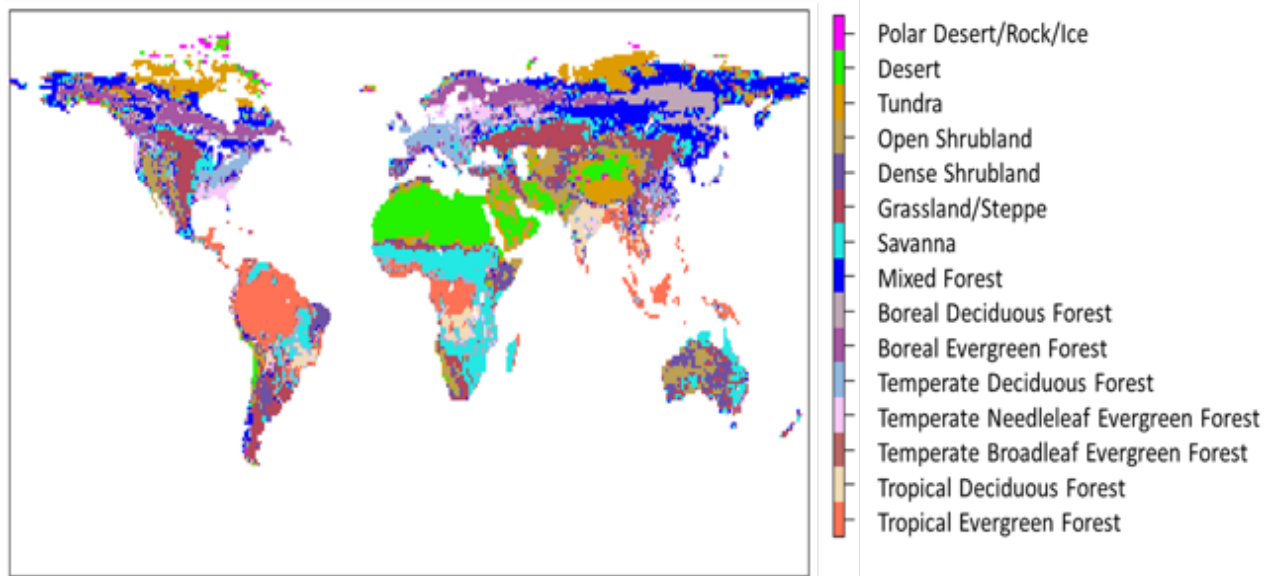 Polar Desert/Rock/Ice
Desert
Tundra
Open Shrubland
Dense Shrubland
Grassland/Steppe
Savanna
Mixed Forest
Boreal Deciduous Forest
Boreal Evergreen Forest
Temperate Deciduous Forest
Temperate Needleleaf Evergreen Forest
Temperate Broadleaf Evergreen Forest
Tropical Deciduous Forest
Tropical Evergreen Forest